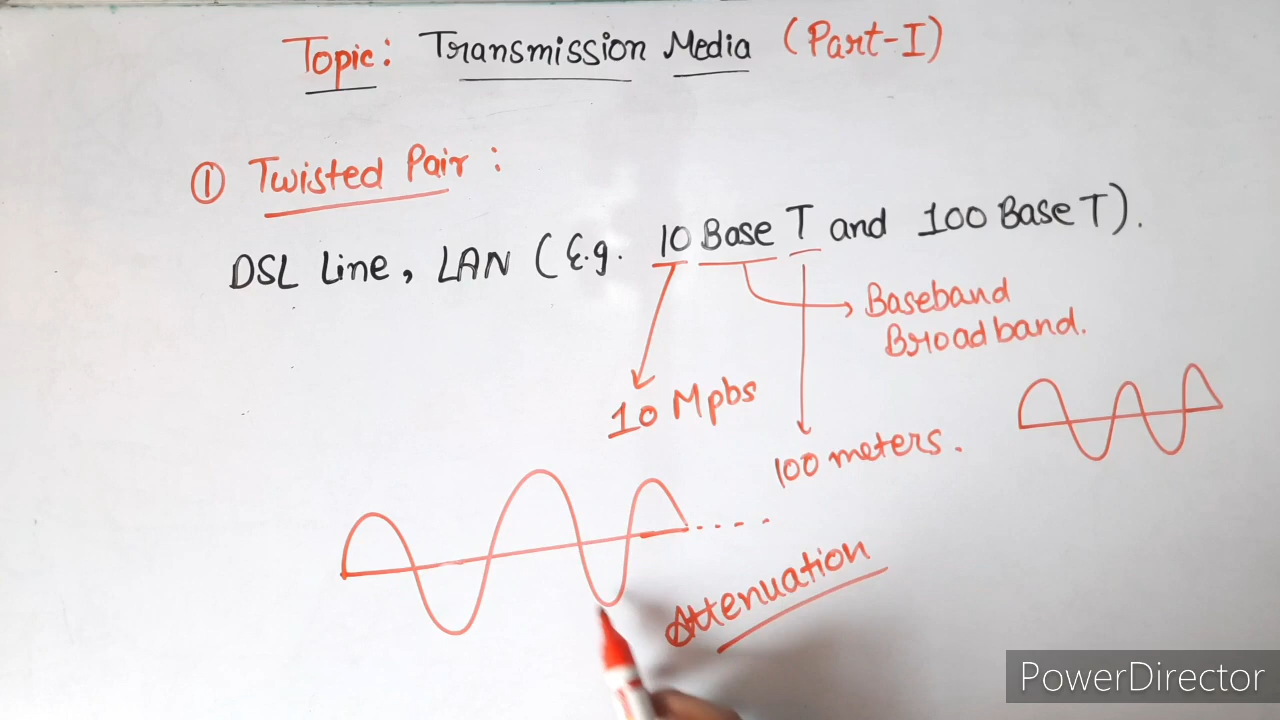 Topic: Transmission Media (Part-I)
① Twisted Pair:
DSL Line, LAN (E.g. 10 Base T and 100 Base T).
Baseband
Broadband.
10 Mpbs
100 meters.
Attenuation
PowerDirector